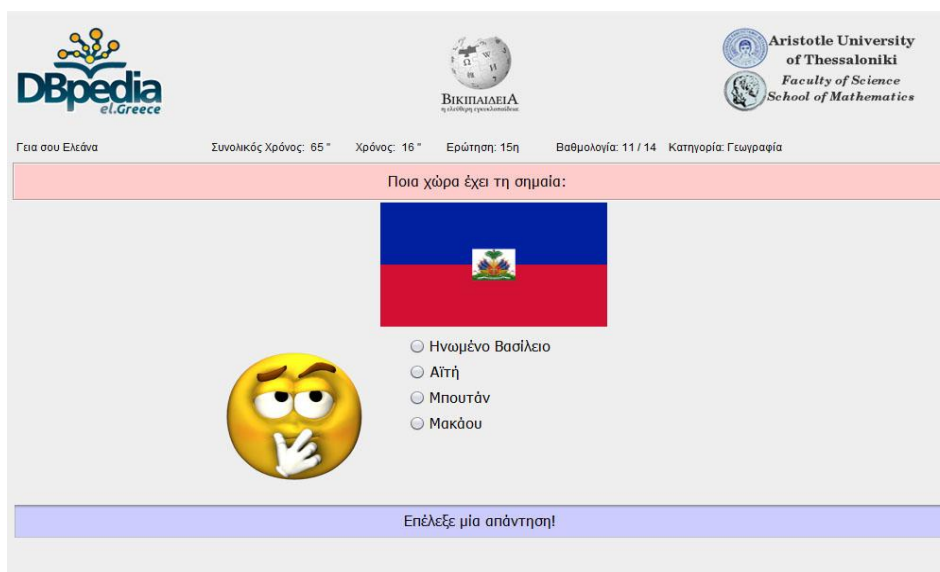 DBpedia
el.Greece
Ω
W
И
ΒΙΚΙΠΑΙΔΕΙΑ
η ελεύθερη εγκυκλοπαίδεια
Aristotle University
of Thessaloniki
Faculty of Science
School of Mathematics
Γεια σου Ελεάνα Συνολικός Χρόνος: 65 " Χρόνος: 16 " Ερώτηση: 15η Βαθμολογία: 11 / 14 Κατηγορία: Γεωγραφία
Ποια χώρα έχει τη σημαία:
Ηνωμένο Βασίλειο
Αϊτή
Μπουτάν
Μακάου
Επέλεξε μία απάντηση!